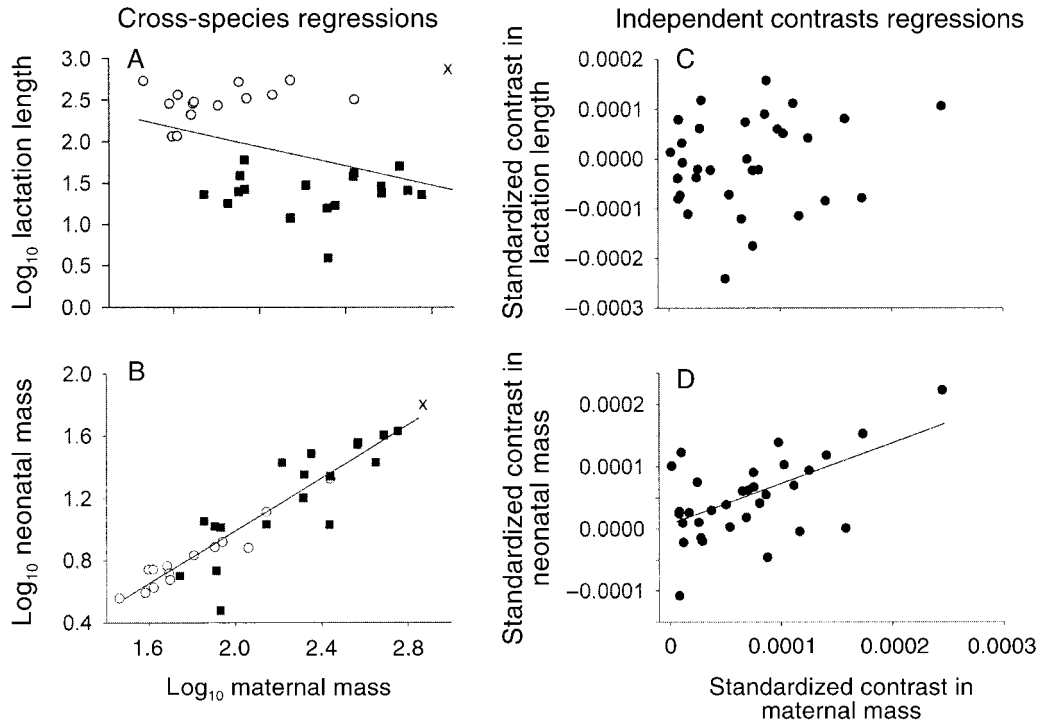 Cross-species regressions
Independent contrasts regressions
A
Log₁₀ lactation length
3.0
2.5
2.0
1.5
1.0
0.5
0.0
x
C
Standardized contrast in
lactation length
0.0002
0.0001
0.0000
−0.0001
−0.0002
−0.0003
B
Log₁₀ neonatal mass
2.0
1.6
1.2
0.8
0.4
x
1.6
2.0
2.4
2.8
Log₁₀ maternal mass
D
Standardized contrast in
neonatal mass
0.0002
0.0001
0.0000
−0.0001
0
0.0001
0.0002
0.0003
Standardized contrast in
maternal mass